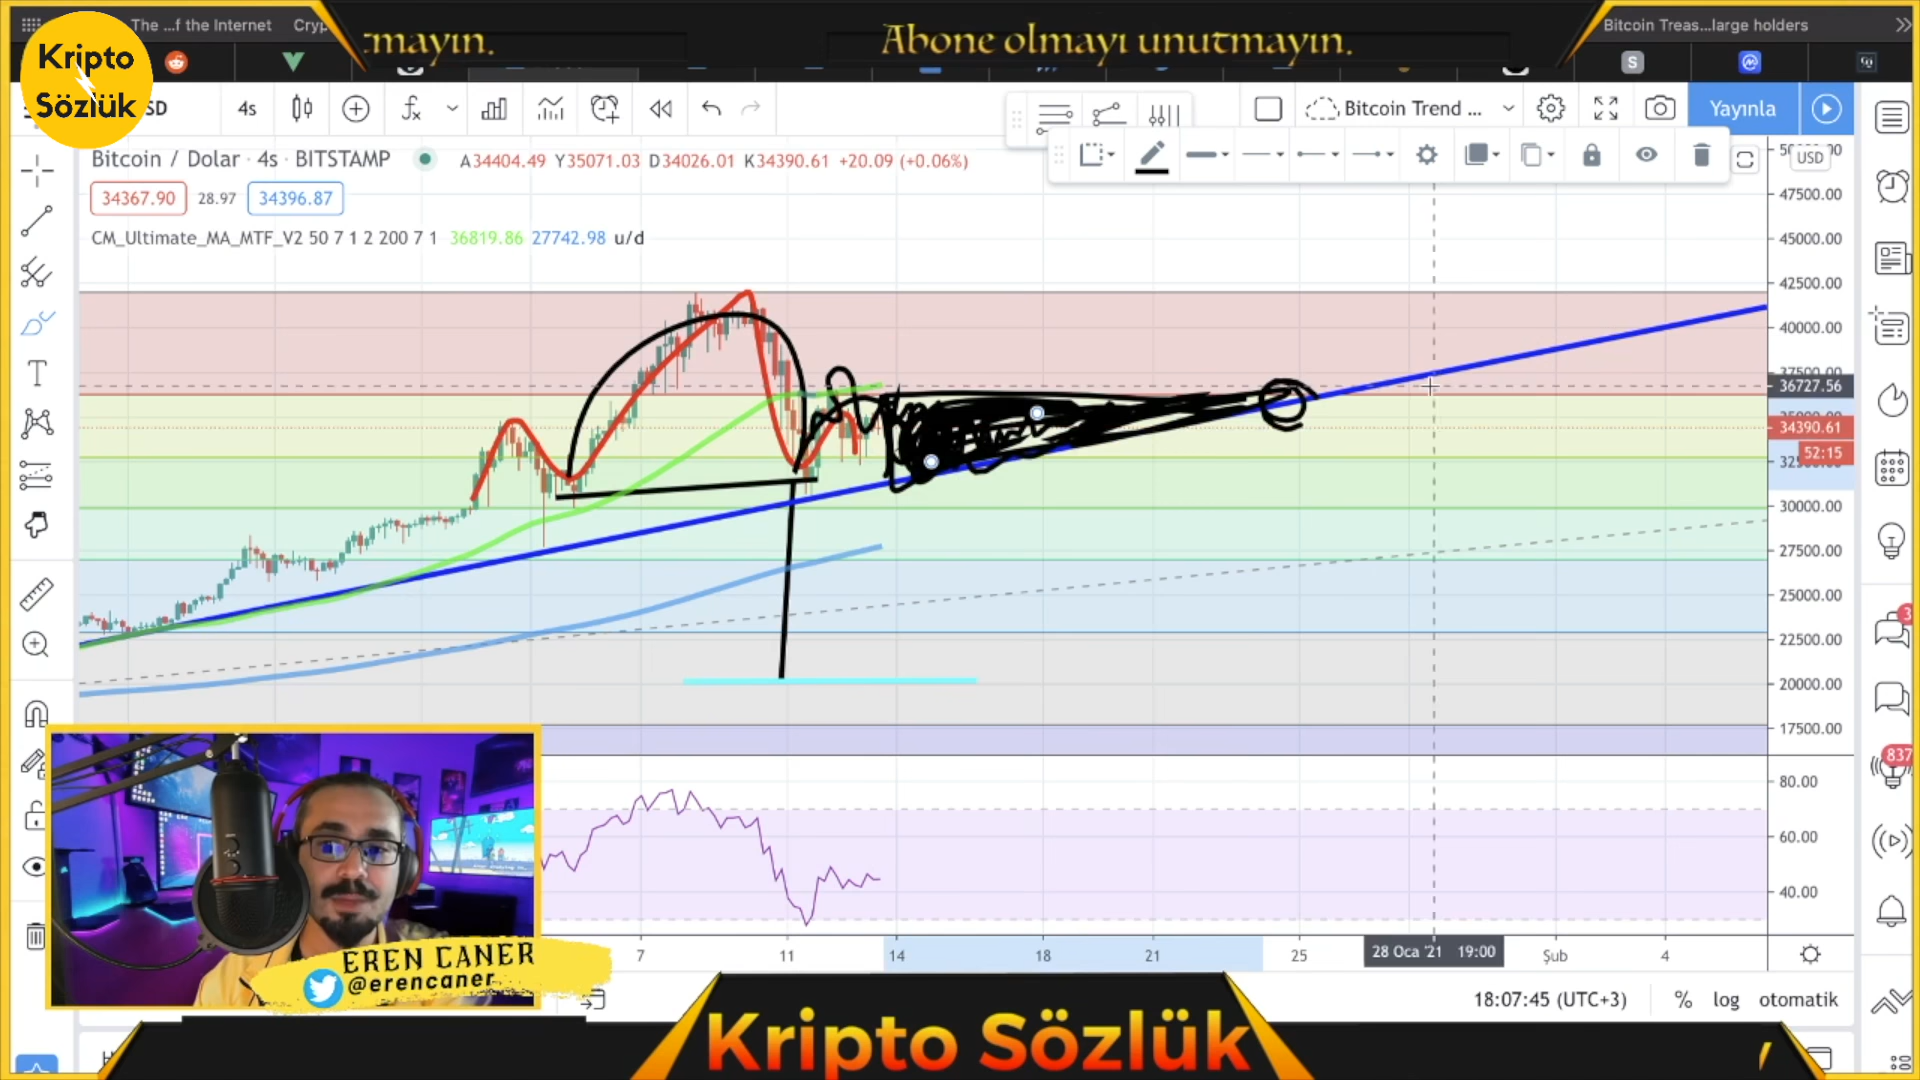 The ...f the Internet
Cryp
Bitcoin Treas...large holders
mayın.
Abone olmayı unutmayın.
Kripto
Sözlük
SD
4s
Bitcoin Trend ...
Yayınla
Bitcoin / Dolar · 4s · BITSTAMP
A34404.49 Y35071.03 D34026.01 K34390.61 +20.09 (+0.06%)
34367.90
28.97
34396.87
CM_Ultimate_MA_MTF_V2 50 7 1 2 200 7 1 36819.86 27742.98 u/d
USD
47500.00
45000.00
42500.00
40000.00
36727.56
34390.61
52:15
30000.00
27500.00
25000.00
22500.00
20000.00
17500.00
80.00
60.00
40.00
837
7
11
14
18
21
25
28 Oca '21 19:00
Şub
4
EREN CANER
@erencaner
18:07:45 (UTC+3)
%
log
otomatik
Kripto Sözlük